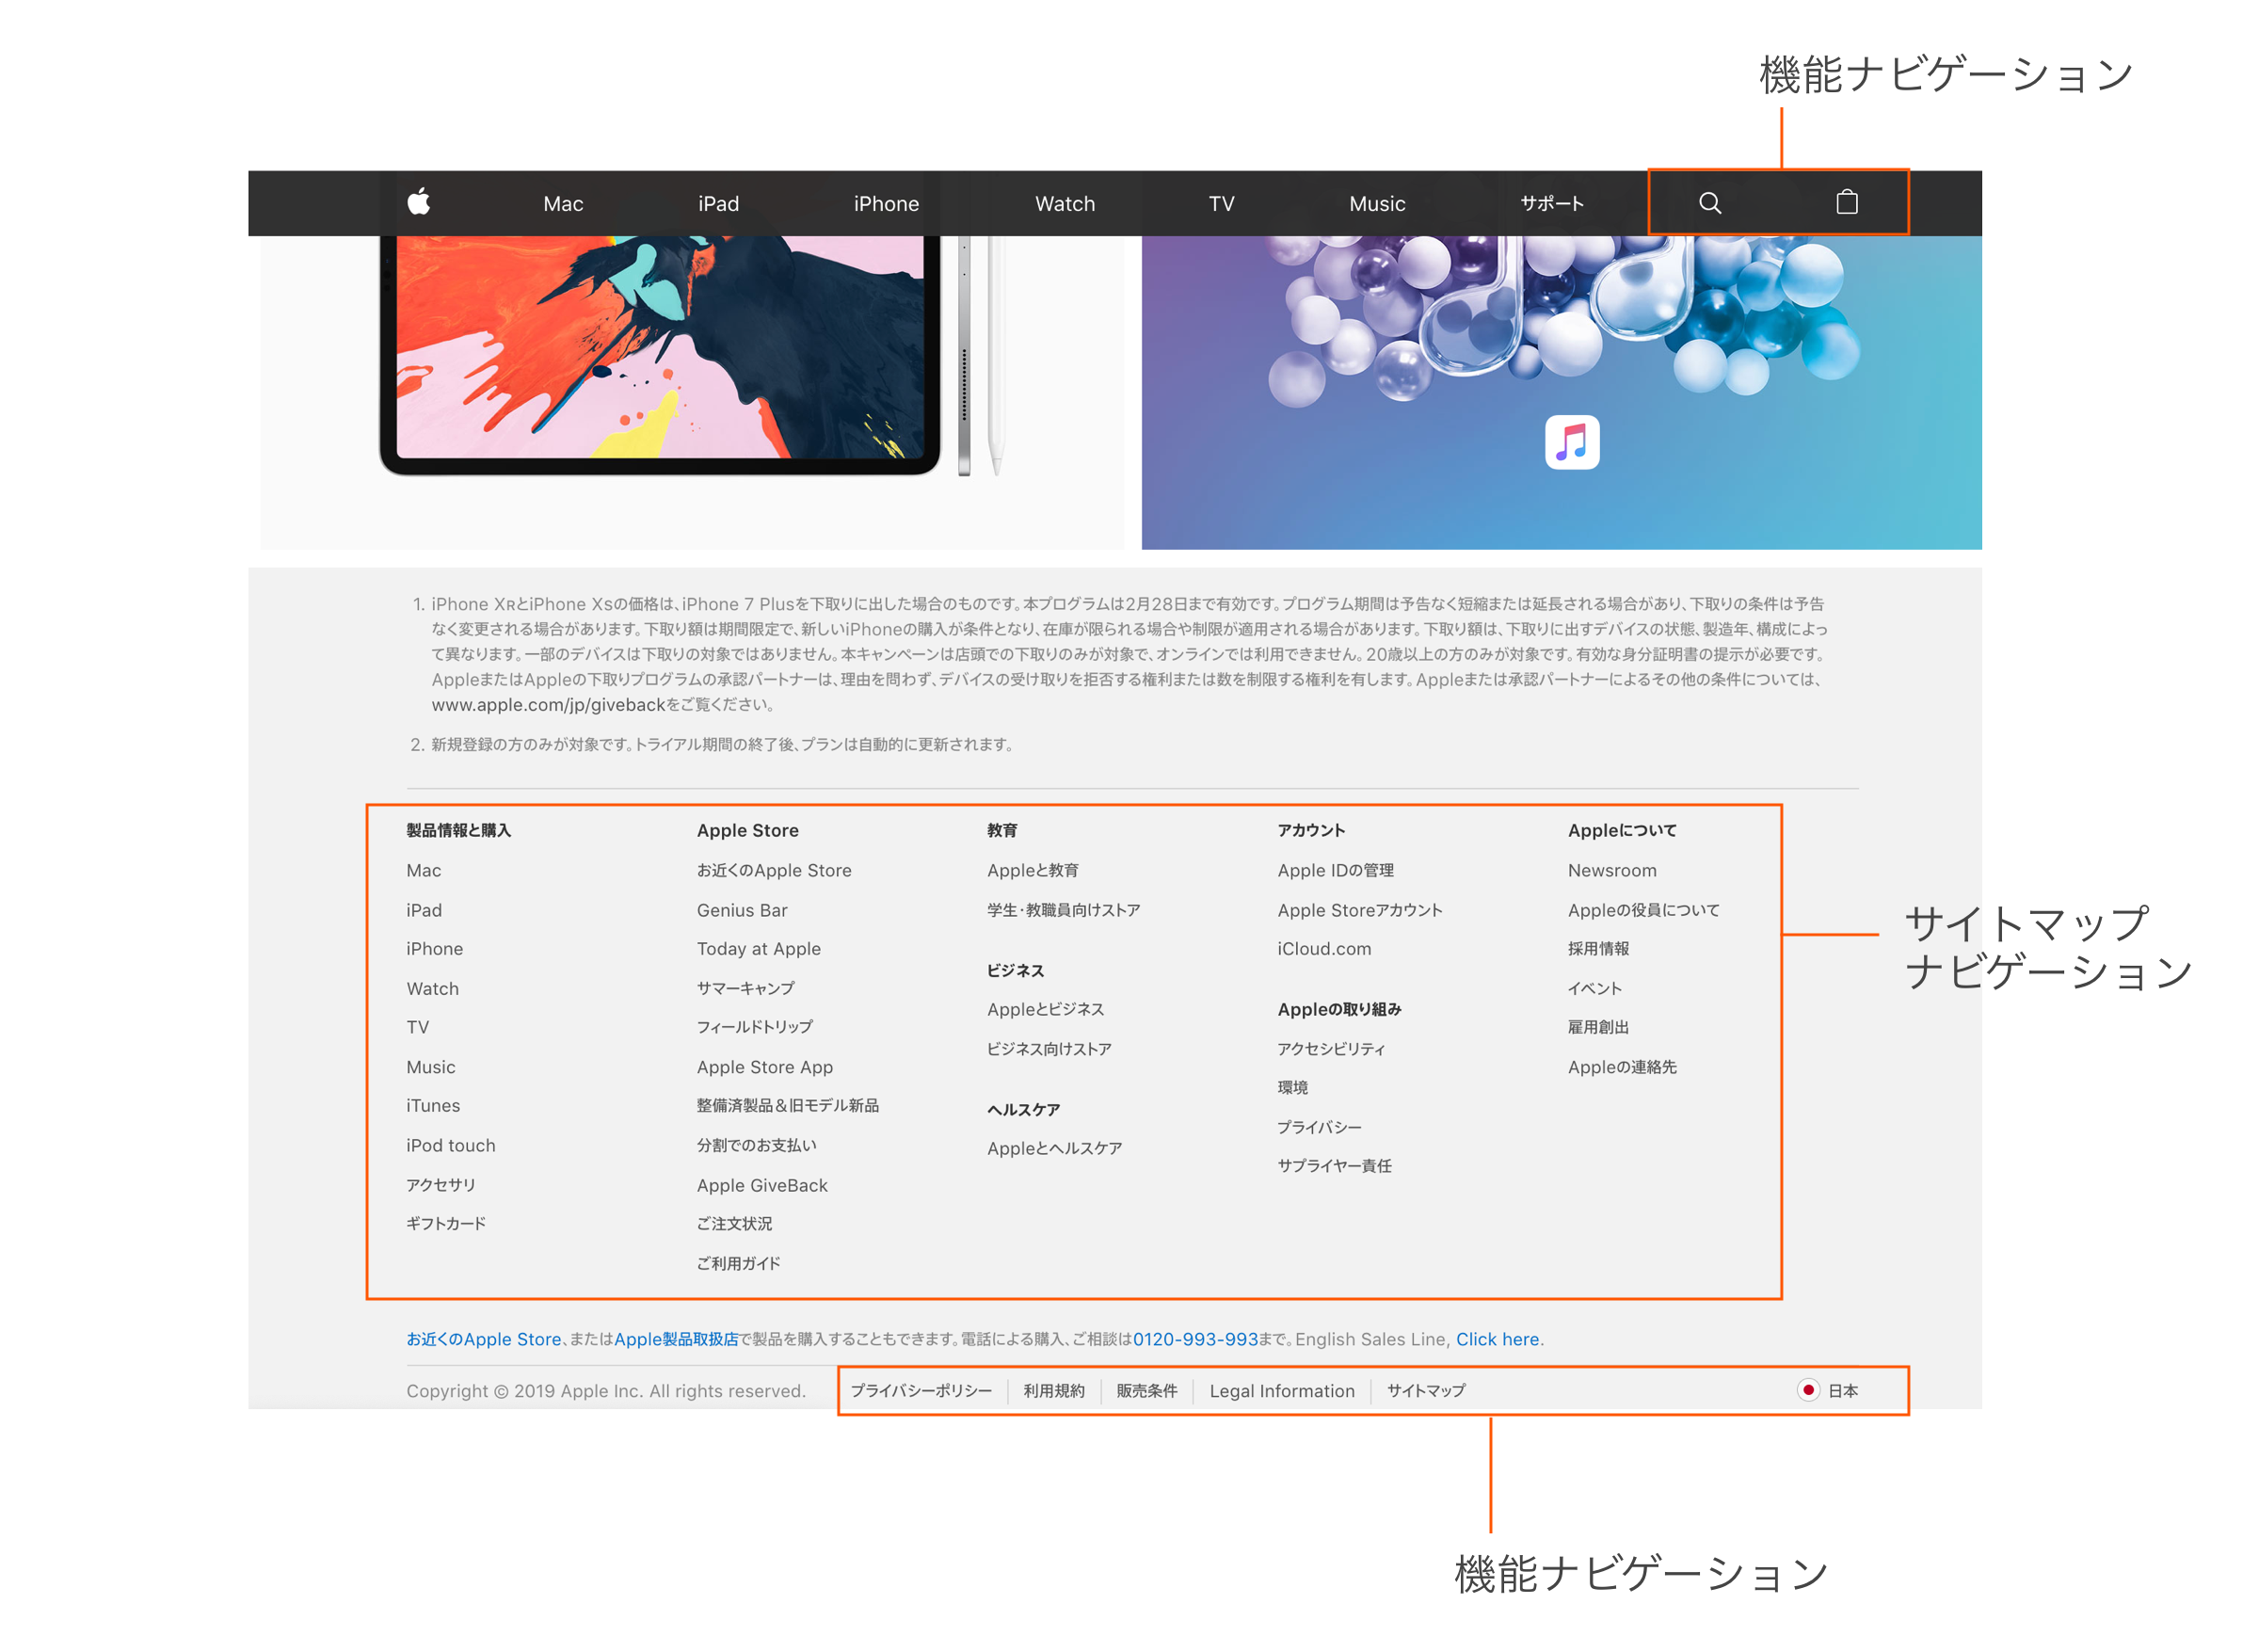 機能ナビゲーション
Mac iPad iPhone Watch TV Music サポート
1. iPhone XRとiPhone Xsの価格は、iPhone 7 Plusを下取りに出した場合のものです。本プログラムは2月28日まで有効です。プログラム期間は予告なく短縮または延長される場合があり、下取りの条件は予告
なく変更される場合があります。下取り額は期間限定で、新しいiPhoneの購入が条件となり、在庫が限られる場合や制限が適用される場合があります。下取り額は、下取りに出すデバイスの状態、製造年、構成によっ
て異なります。一部のデバイスは下取りの対象ではありません。本キャンペーンは店頭での下取りのみが対象で、オンラインでは利用できません。20歳以上の方のみが対象です。有効な身分証明書の提示が必要です。
AppleまたはAppleの下取りプログラムの承認パートナーは、理由を問わず、デバイスの受け取りを拒否する権利または数を制限する権利を有します。Appleまたは承認パートナーによるその他の条件については、
www.apple.com/jp/givebackをご覧ください。
2. 新規登録の方のみが対象です。トライアル期間の終了後、プランは自動的に更新されます。
製品情報と購入
Mac
iPad
iPhone
Watch
TV
Music
iTunes
iPod touch
アクセサリ
ギフトカード
Apple Store
お近くのApple Store
Genius Bar
Today at Apple
サマーキャンプ
フィールドトリップ
Apple Store App
整備済製品＆旧モデル新品
分割でのお支払い
Apple GiveBack
ご注文状況
ご利用ガイド
教育
Appleと教育
学生・教職員向けストア
ビジネス
Appleとビジネス
ビジネス向けストア
ヘルスケア
Appleとヘルスケア
アカウント
Apple IDの管理
Apple Storeアカウント
iCloud.com
Appleの取り組み
アクセシビリティ
環境
プライバシー
サプライヤー責任
Appleについて
Newsroom
Appleの役員について
採用情報
イベント
雇用創出
Appleの連絡先
サイトマップ
ナビゲーション
お近くのApple Store、またはApple製品取扱店で製品を購入することもできます。電話による購入、ご相談は0120-993-993まで。English Sales Line, Click here.
Copyright © 2019 Apple Inc. All rights reserved. プライバシーポリシー 利用規約 販売条件 Legal Information サイトマップ 日本
機能ナビゲーション